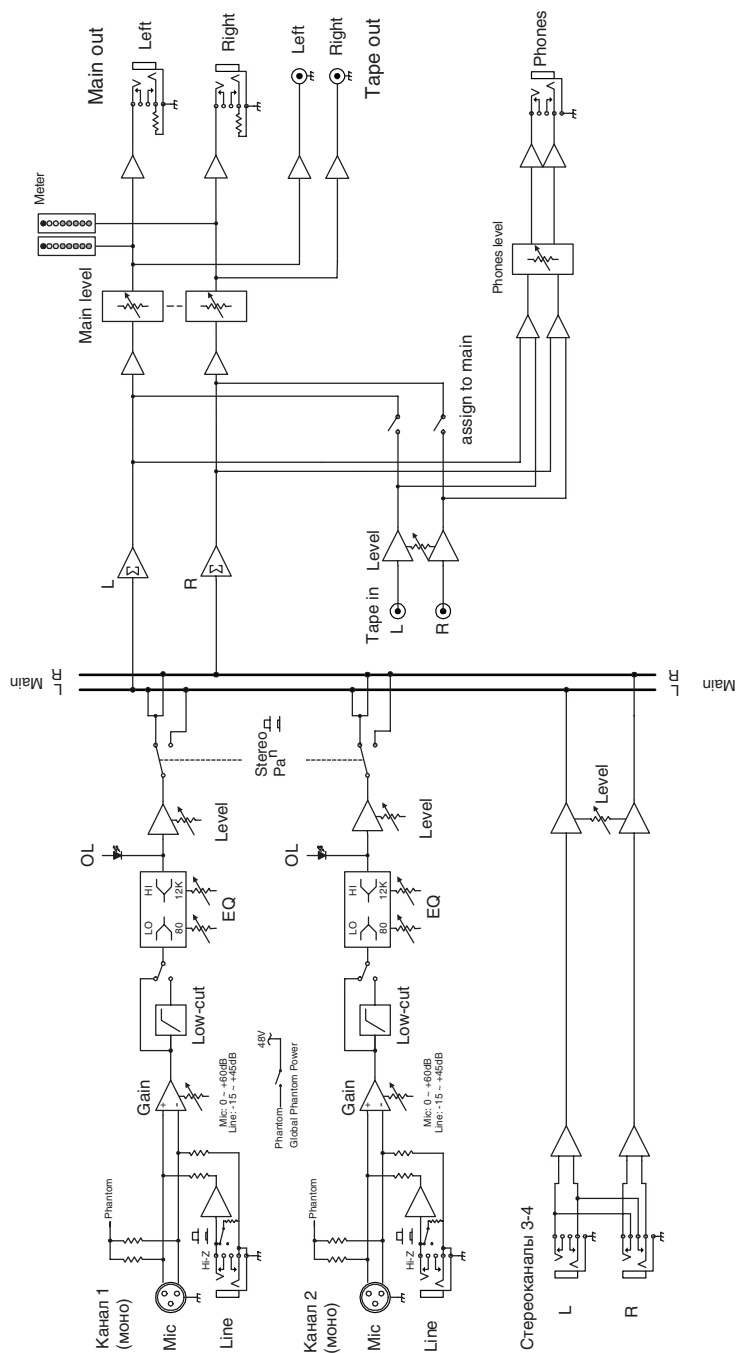 Канал 1
(моно)
Mic
Line
Phantom
Hi-Z
Gain
+
-
Mic: 0 ~ +60dB
Line: -15 ~ +45dB
Low-cut
LO
HI
80
12K
EQ
OL
Level
Phantom
48V
Global Phantom Power
Stereo
Pan
Канал 2
(моно)
Mic
Line
Phantom
Hi-Z
Gain
+
-
Mic: 0 ~ +60dB
Line: -15 ~ +45dB
Low-cut
LO
HI
80
12K
EQ
OL
Level
Стереоканалы 3-4
L
R
Level
Main
L
R
Main
L
R
L
Σ
R
Σ
Tape in
L
R
Level
assign to main
Main level
Meter
Main out
Left
Right
Left
Right
Tape out
Phones level
Phones